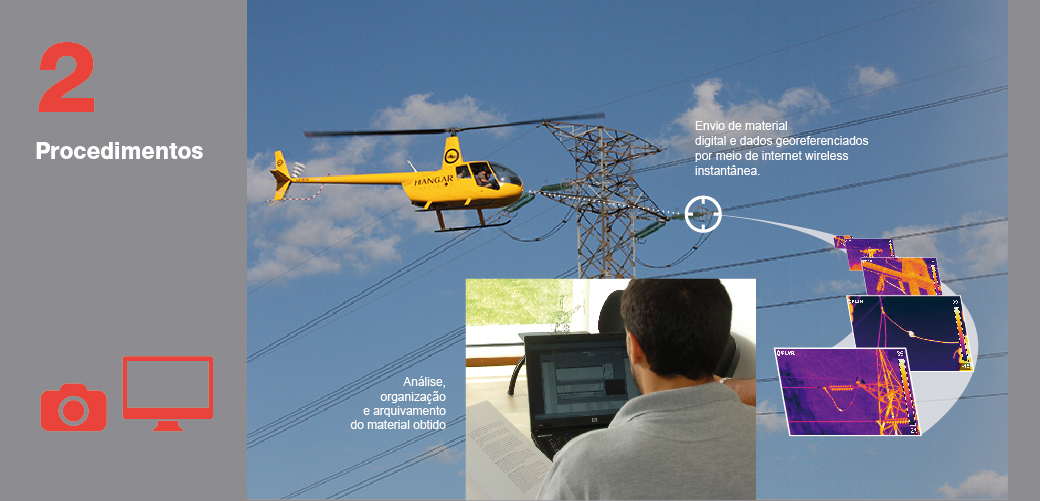 2
Procedimentos
HANGAR
Envio de material
digital e dados georeferenciados
por meio de internet wireless
instantânea.
Análise,
organização
e arquivamento
do material obtido